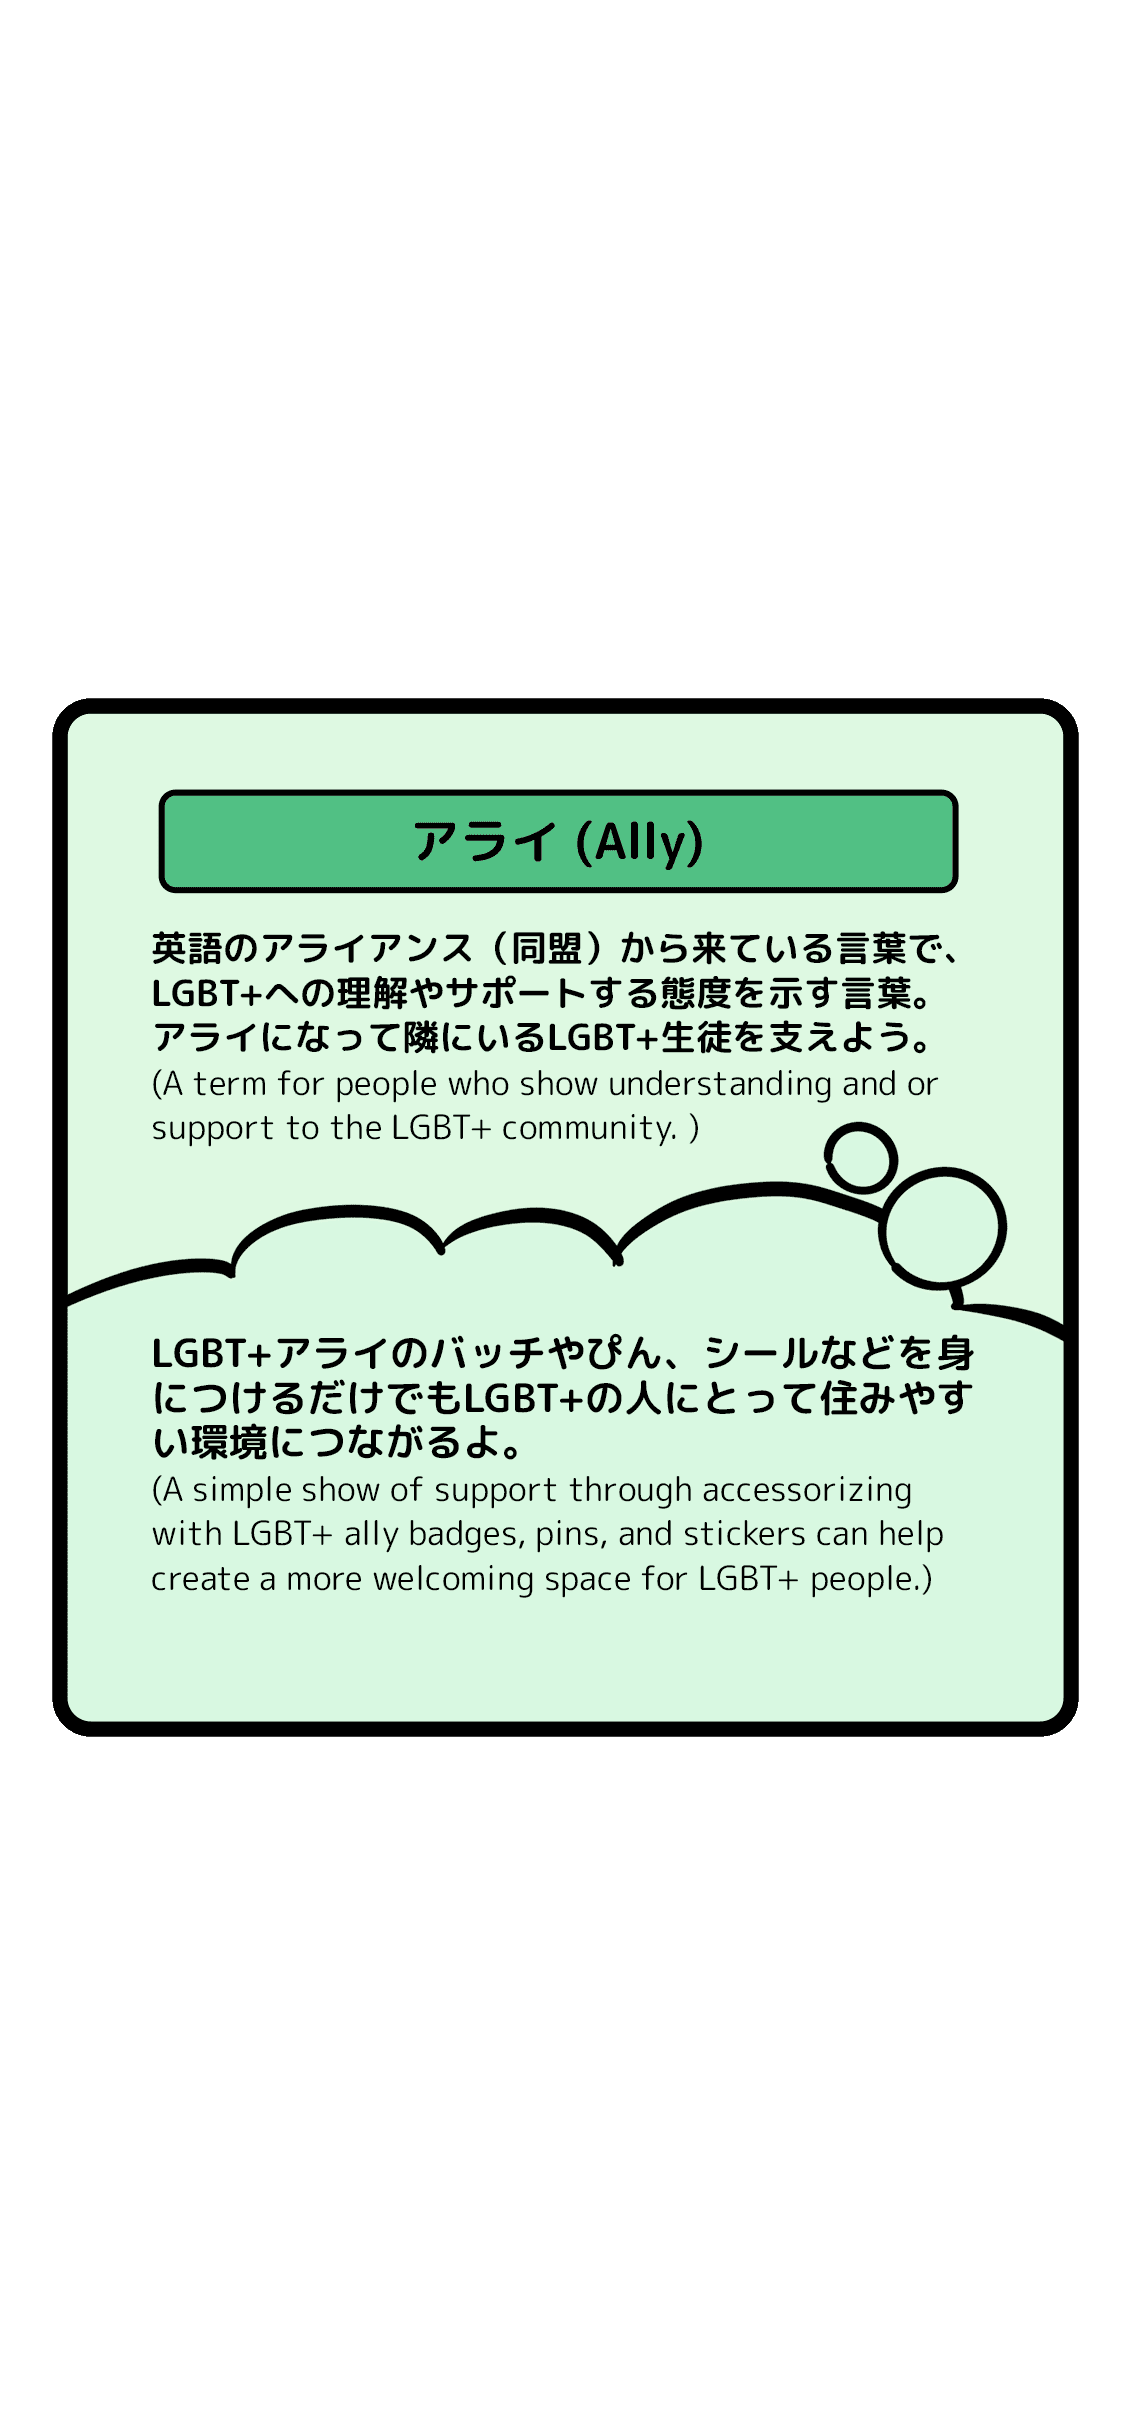 アライ (Ally)
英語のアライアンス（同盟）から来ている言葉で、
LGBT+への理解やサポートする態度を示す言葉。
アライになって隣にいるLGBT+生徒を支えよう。
(A term for people who show understanding and or
support to the LGBT+ community. )
LGBT+アライのバッチやぴん、シールなどを身
につけるだけでもLGBT+の人にとって住みやす
い環境につながるよ。
(A simple show of support through accessorizing
with LGBT+ ally badges, pins, and stickers can help
create a more welcoming space for LGBT+ people.)